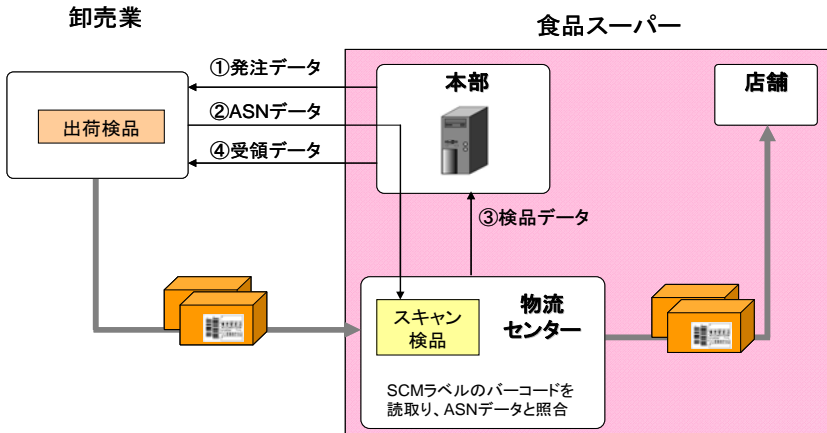 卸売業
食品スーパー
①発注データ
本部
店舗
②ASNデータ
出荷検品
④受領データ
③検品データ
スキャン
検品
物流
センター
SCMラベルのバーコードを
読取り、ASNデータと照合